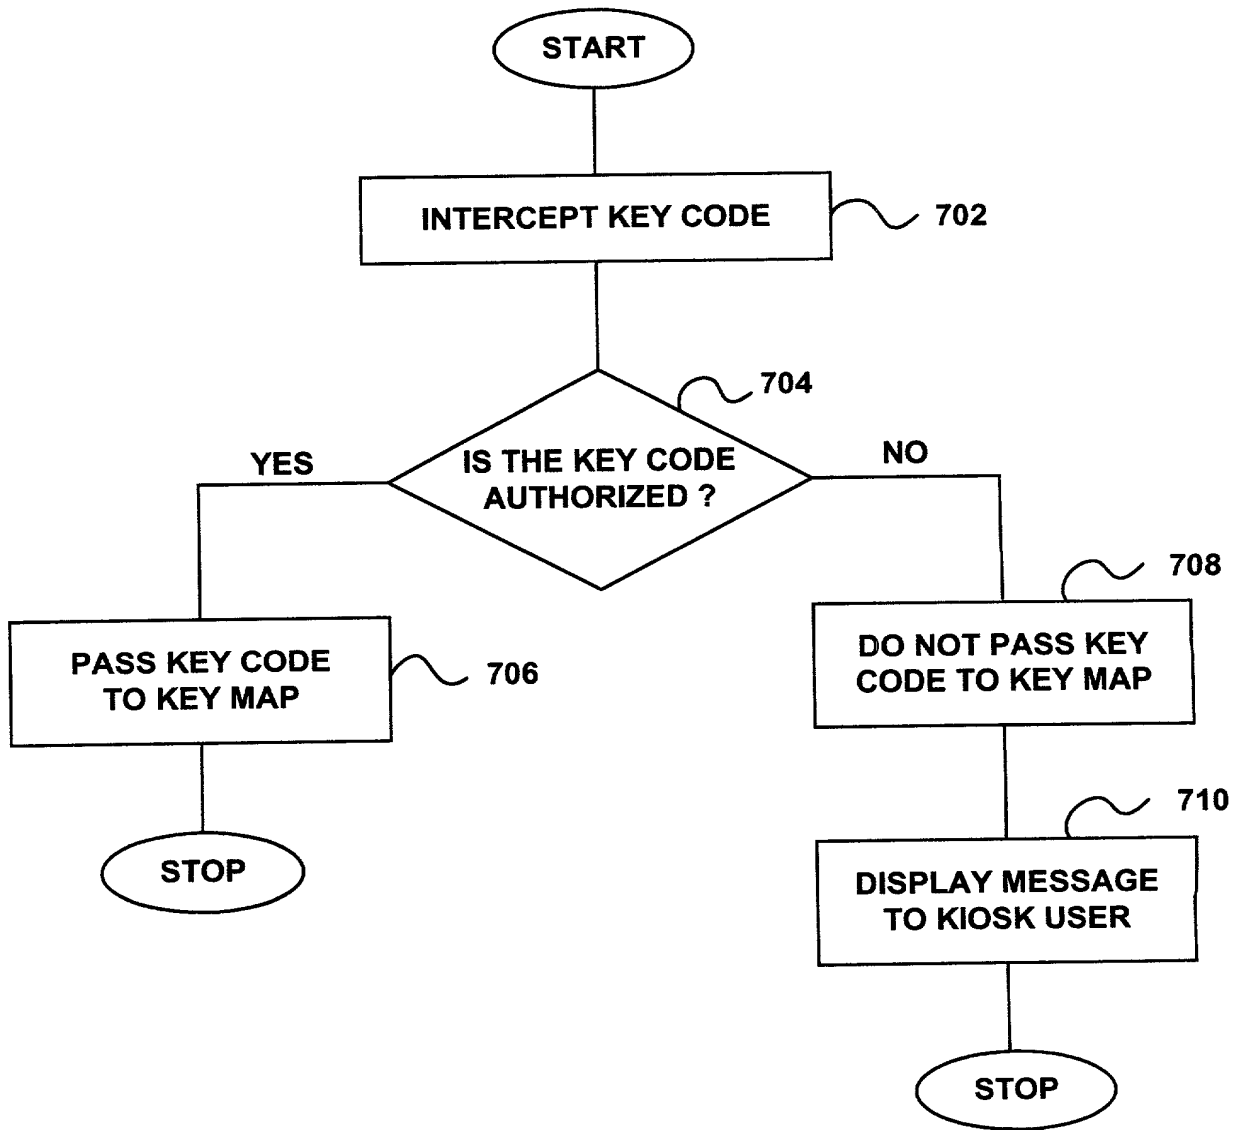 START
INTERCEPT KEY CODE
702
704
YES
IS THE KEY CODE
AUTHORIZED ?
NO
708
PASS KEY CODE
TO KEY MAP
706
DO NOT PASS KEY
CODE TO KEY MAP
710
STOP
DISPLAY MESSAGE
TO KIOSK USER
STOP